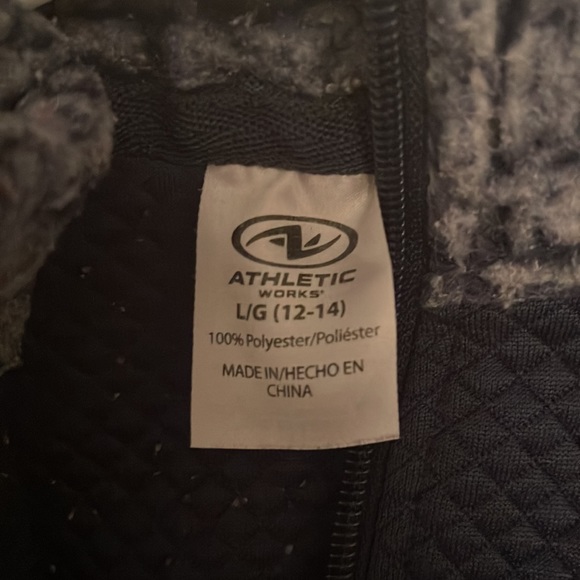 ATHLETIC
WORKS®
L/G (12-14)
100% Polyester/Poliéster
MADE IN/HECHO EN
CHINA